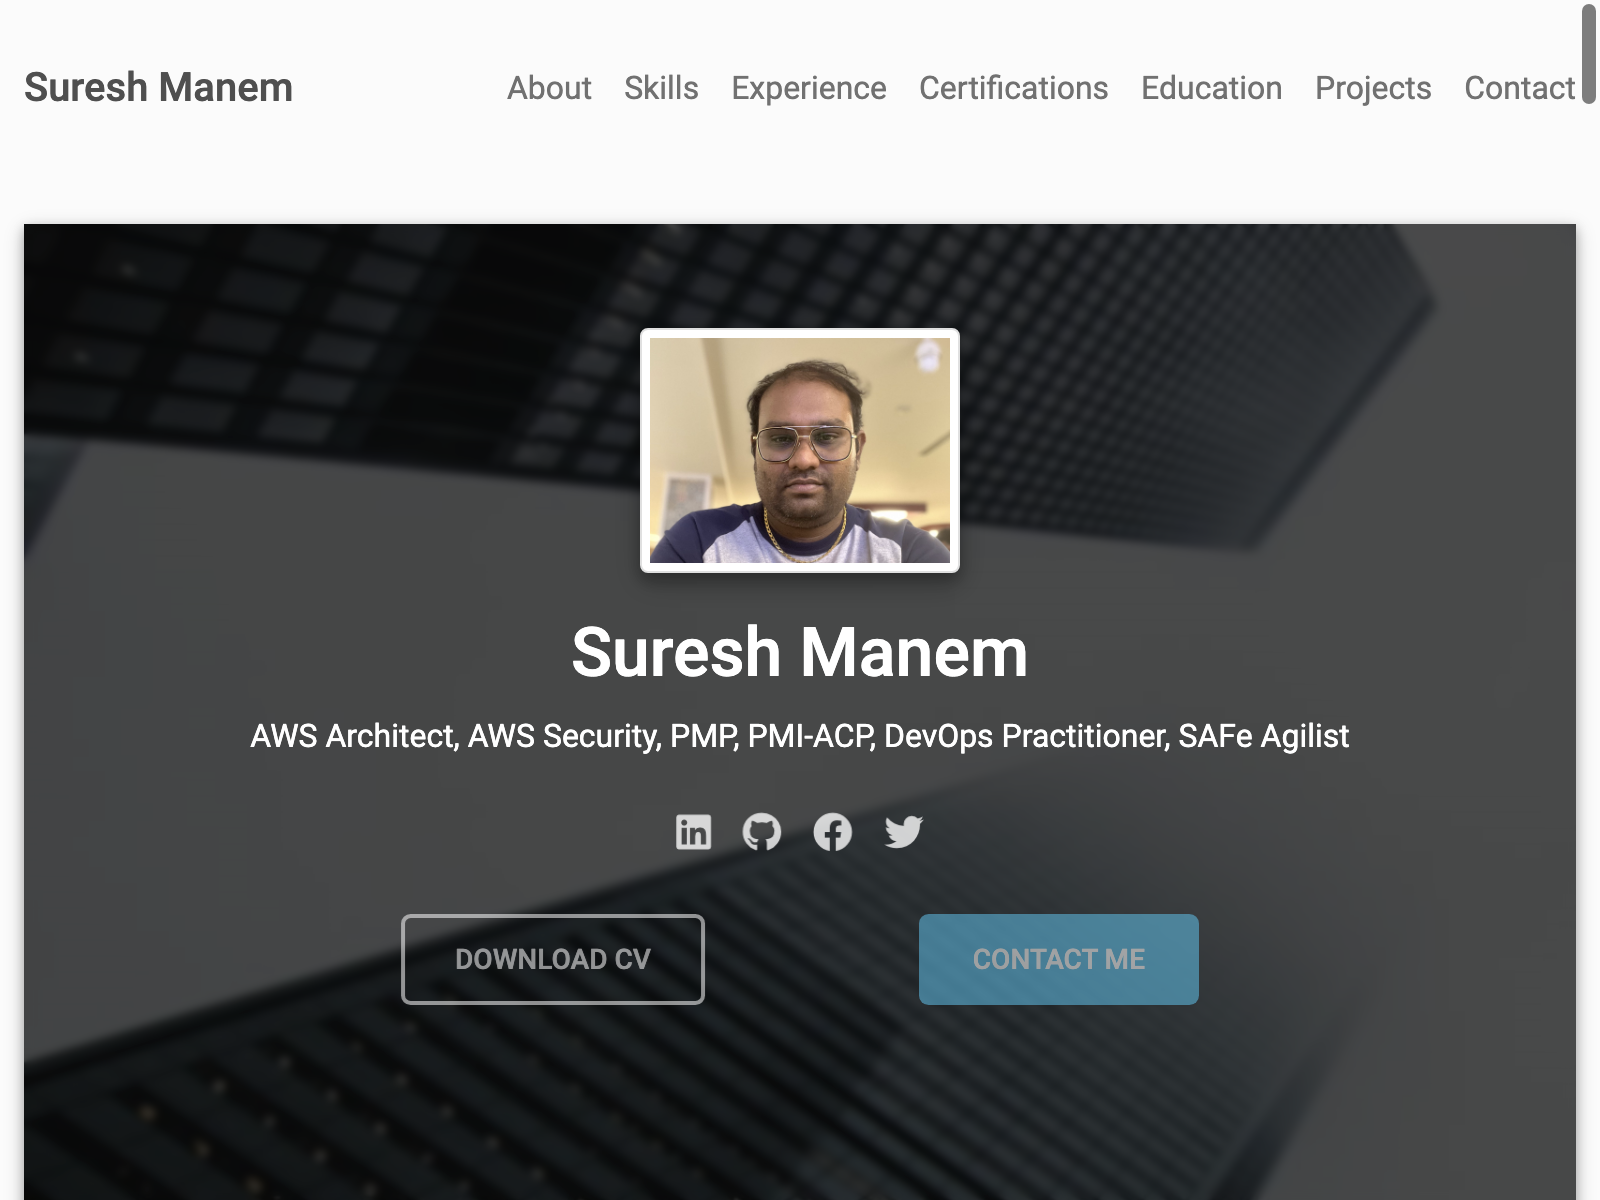 Suresh Manem
About Skills Experience Certifications Education Projects Contact
Suresh Manem
AWS Architect, AWS Security, PMP, PMI-ACP, DevOps Practitioner, SAFe Agilist
DOWNLOAD CV
CONTACT ME